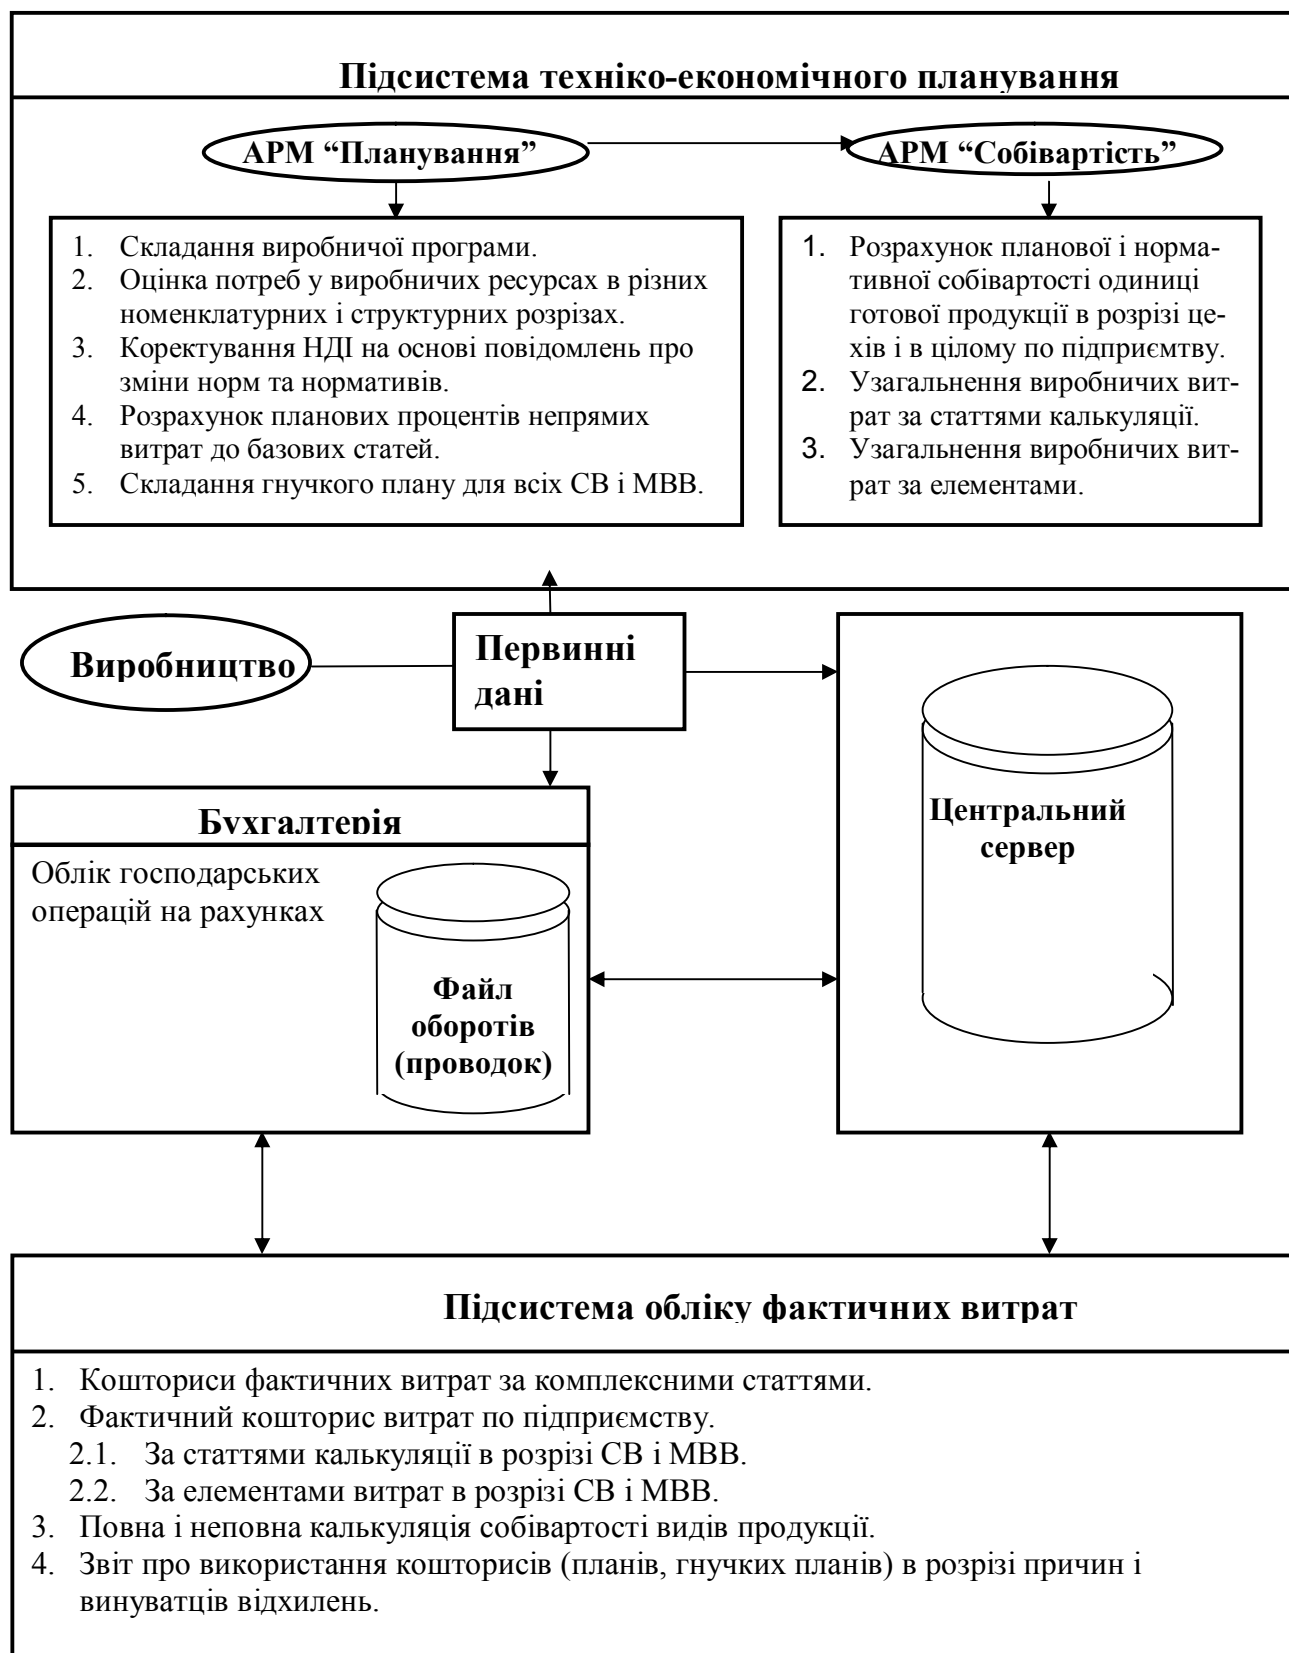 Підсистема техніко-економічного планування
АРМ “Планування”
АРМ “Собівартість”
1. Складання виробничої програми.
2. Оцінка потреб у виробничих ресурсах в різних
номенклатурних і структурних розрізах.
3. Коректування НДІ на основі повідомлень про
зміни норм та нормативів.
4. Розрахунок планових процентів непрямих
витрат до базових статей.
5. Складання гнучкого плану для всіх СВ і МВВ.
1. Розрахунок планової і норма-
тивної собівартості одиниці
готової продукції в розрізі це-
хів і в цілому по підприємтву.
2. Узагальнення виробничих вит-
рат за статтями калькуляції.
3. Узагальнення виробничих вит-
рат за елементами.
Виробництво
Первинні
дані
Центральний
сервер
Бухгалтерія
Облік господарських
операцій на рахунках
Файл
оборотів
(проводок)
Підсистема обліку фактичних витрат
1. Кошториси фактичних витрат за комплексними статтями.
2. Фактичний кошторис витрат по підприємству.
2.1. За статтями калькуляції в розрізі СВ і МВВ.
2.2. За елементами витрат в розрізі СВ і МВВ.
3. Повна і неповна калькуляція собівартості видів продукції.
4. Звіт про використання кошторисів (планів, гнучких планів) в розрізі причин і
винуватців відхилень.